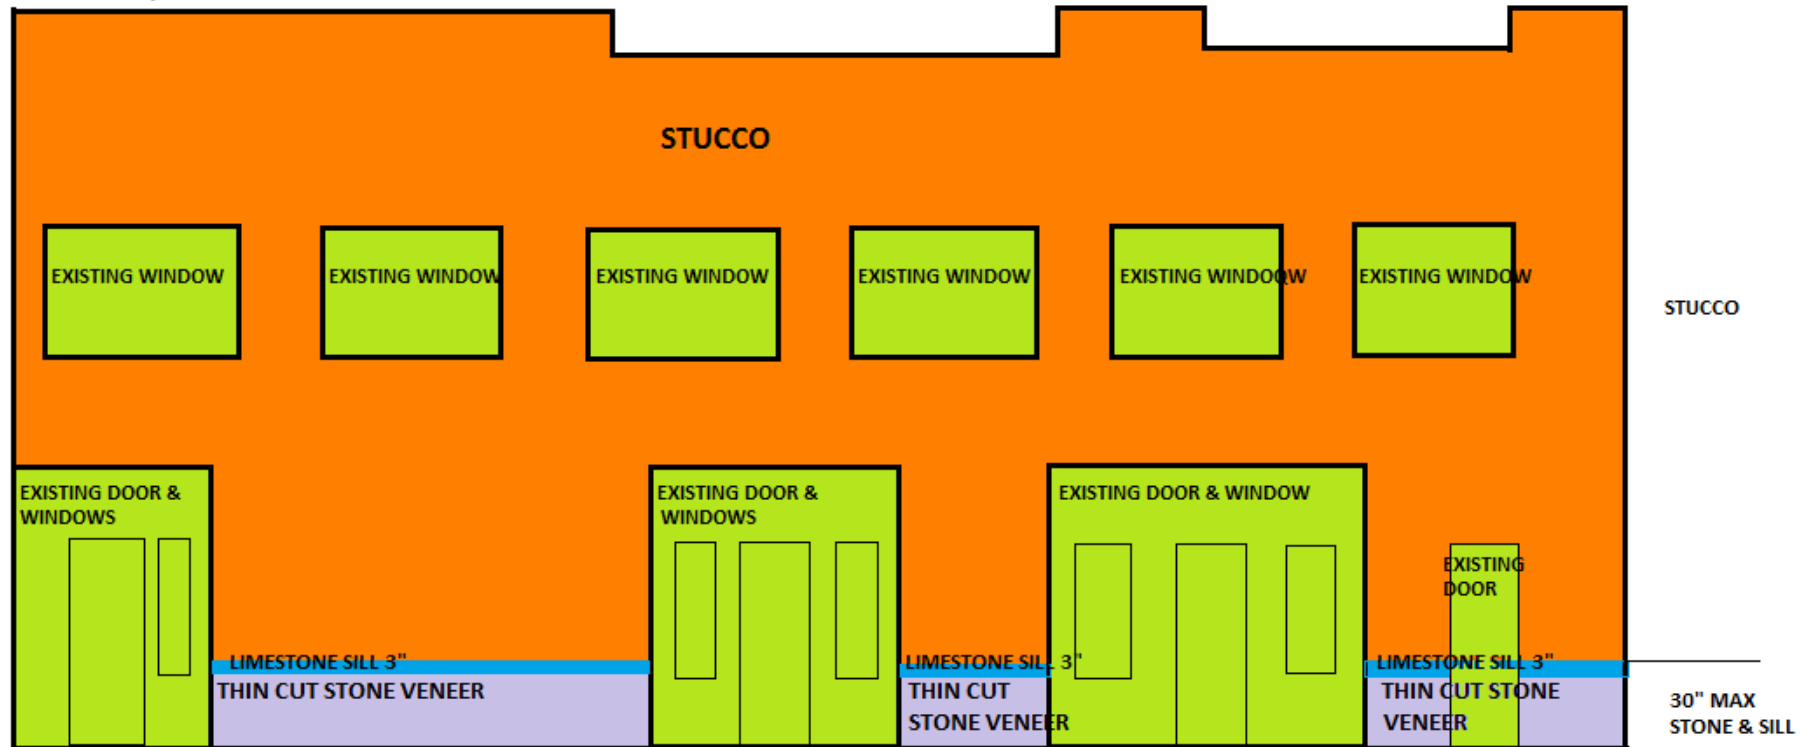 STUCCO
EXISTING WINDOW
EXISTING WINDOW
EXISTING WINDOW
EXISTING WINDOW
EXISTING WINDOOW
EXISTING WINDOW
STUCCO
EXISTING DOOR &
WINDOWS
EXISTING DOOR &
WINDOWS
EXISTING DOOR & WINDOW
EXISTING
DOOR
LIMESTONE SILL 3"
THIN CUT STONE VENEER
LIMESTONE SILL 3"
THIN CUT
STONE VENEER
LIMESTONE SILL 3"
THIN CUT STONE
VENEER
30" MAX
STONE & SILL